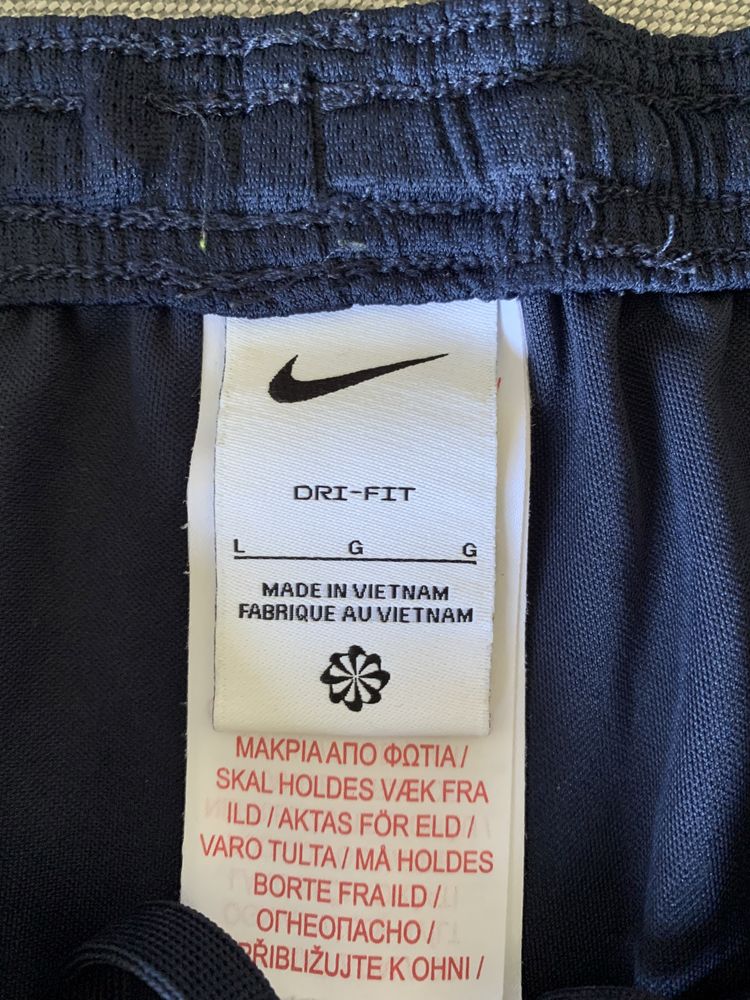 DRI-FIT
L G G
MADE IN VIETNAM
FABRIQUE AU VIETNAM
ΜΑΚΡΙΑ ΑΠΟ ΦΩΤΙΑ /
SKAL HOLDES VÆK FRA
ILD / AKTAS FÖR ELD /
VARO TULTA / MÅ HOLDES
BORTE FRA ILD /
ОГНЕОПАСНО /
PŘIBLIŽUJTE K OHNI /